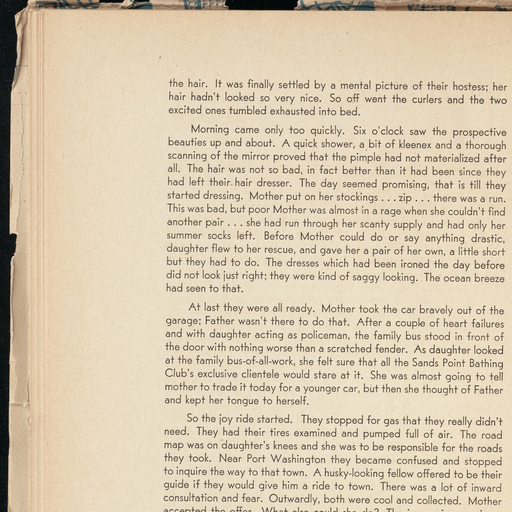 the hair. It was finally settled by a mental picture of their hostess; her
hair hadn't looked so very nice. So off went the curlers and the two
excited ones tumbled exhausted into bed.
Morning came only too quickly. Six o'clock saw the prospective
beauties up and about. A quick shower, a bit of kleenex and a thorough
scanning of the mirror proved that the pimple had not materialized after
all. The hair was not so bad, in fact better than it had been since they
had left their hair dresser. The day seemed promising, that is till they
started dressing. Mother put on her stockings . . . zip . . . there was a run.
This was bad, but poor Mother was almost in a rage when she couldn't find
another pair . . . she had run through her scanty supply and had only her
summer socks left. Before Mother could do or say anything drastic,
daughter flew to her rescue, and gave her a pair of her own, a little short
but they had to do. The dresses which had been ironed the day before
did not look just right; they were kind of saggy looking. The ocean breeze
had seen to that.
At last they were all ready. Mother took the car bravely out of the
garage; Father wasn't there to do that. After a couple of heart failures
and with daughter acting as policeman, the family bus stood in front of
the door with nothing worse than a scratched fender. As daughter looked
at the family bus-of-all-work, she felt sure that all the Sands Point Bathing
Club's exclusive clientele would stare at it. She was almost going to tell
mother to trade it today for a younger car, but then she thought of Father
and kept her tongue to herself.
So the joy ride started. They stopped for gas that they really didn't
need. They had their tires examined and pumped full of air. The road
map was on daughter's knees and she was to be responsible for the roads
they took. Near Port Washington they became confused and stopped
to inquire the way to that town. A husky-looking fellow offered to be their
guide if they would give him a ride to town. There was a lot of inward
consultation and fear. Outwardly, both were cool and collected. Mother
accepted the offer. What else could she do?